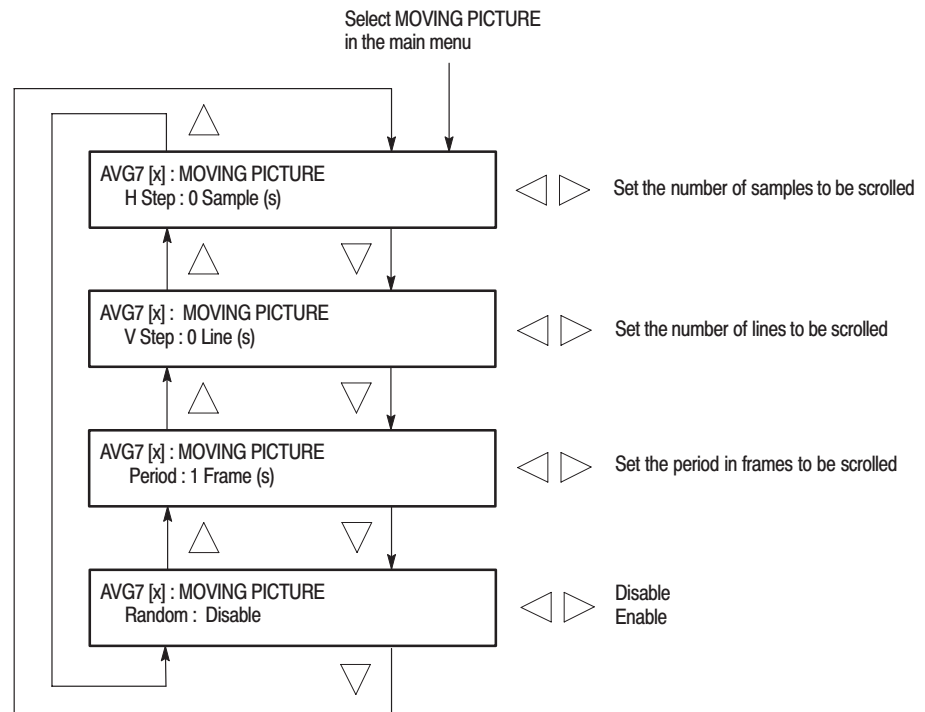 Select MOVING PICTURE
in the main menu
AVG7 [x] : MOVING PICTURE
H Step : 0 Sample (s)
Set the number of samples to be scrolled
AVG7 [x] :  MOVING PICTURE
V Step : 0 Line (s)
Set the number of lines to be scrolled
AVG7 [x] : MOVING PICTURE
Period : 1 Frame (s)
Set the period in frames to be scrolled
AVG7 [x] : MOVING PICTURE
Random :  Disable
Disable
Enable